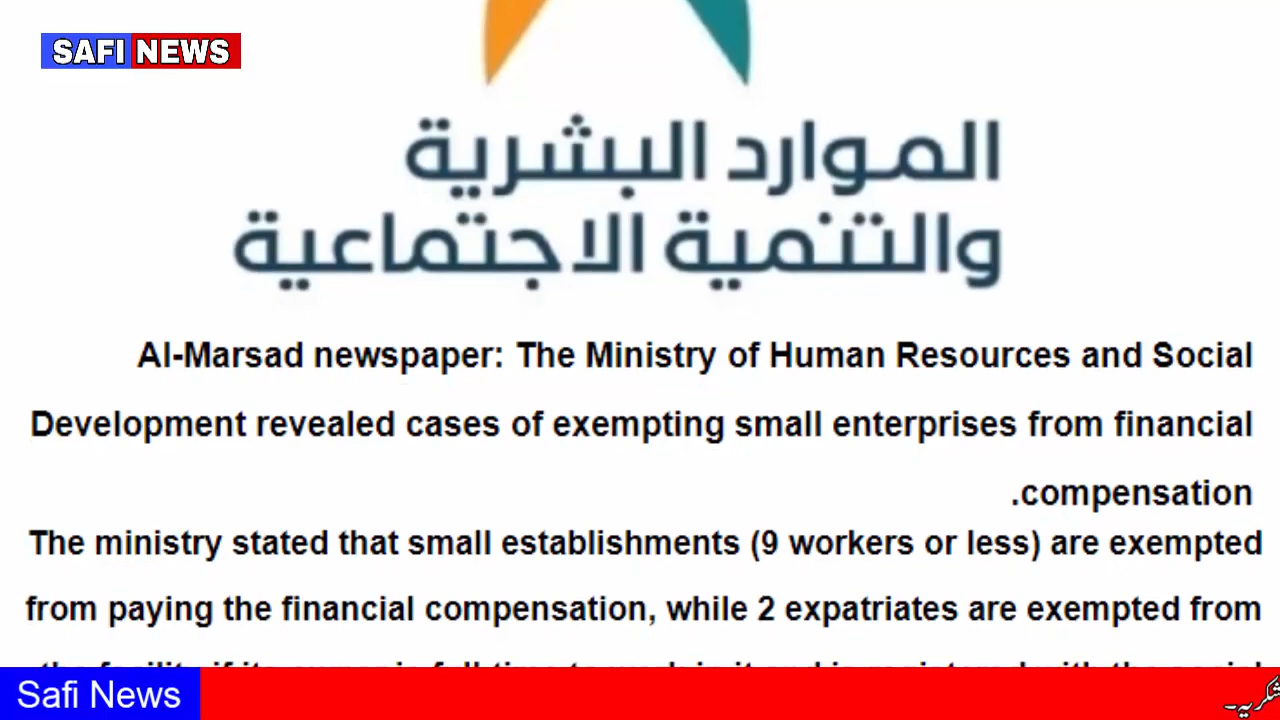 SAFI NEWS
الموارد البشرية
والتنمية الاجتماعية
Al-Marsad newspaper: The Ministry of Human Resources and Social
Development revealed cases of exempting small enterprises from financial
.compensation
The ministry stated that small establishments (9 workers or less) are exempted
from paying the financial compensation, while 2 expatriates are exempted from
Safi News